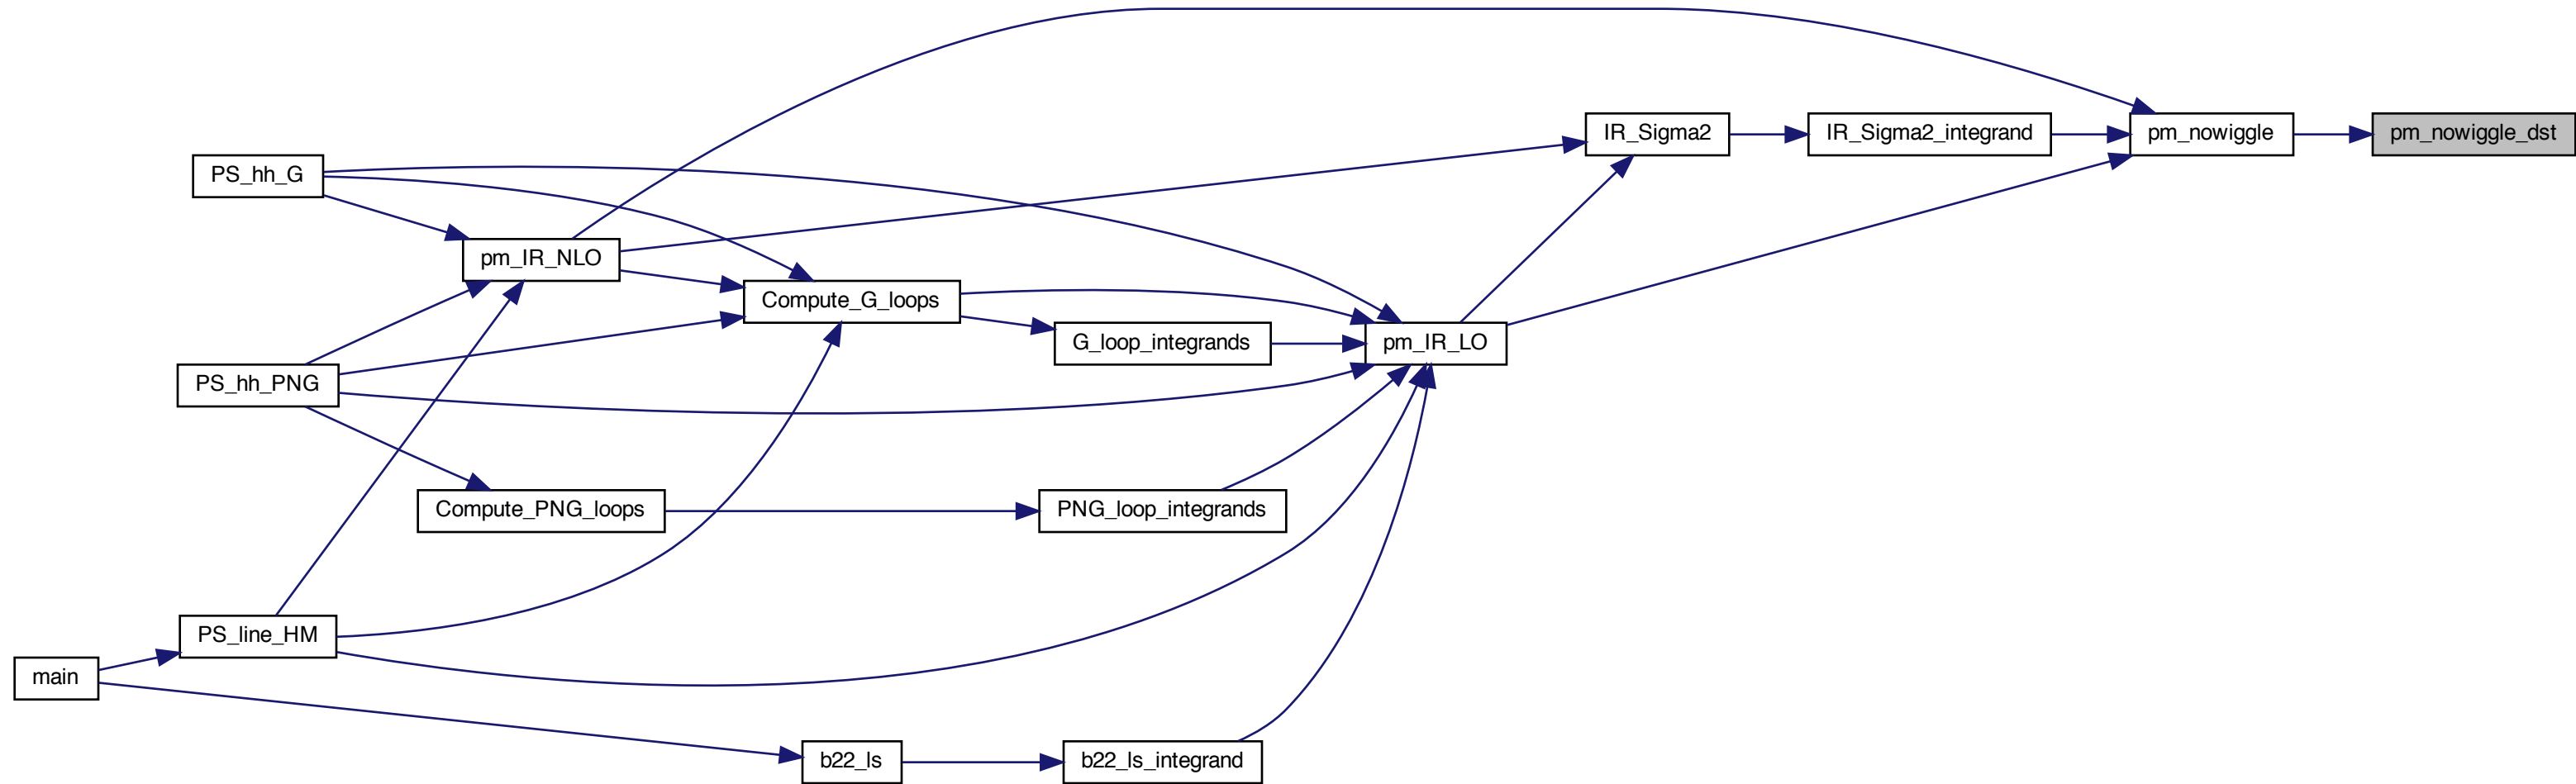 IR_Sigma2
IR_Sigma2_integrand
pm_nowiggle
pm_nowiggle_dst
PS_hh_G
pm_IR_NLO
Compute_G_loops
G_loop_integrands
pm_IR_LO
PS_hh_PNG
Compute_PNG_loops
PNG_loop_integrands
PS_line_HM
main
b22_ls
b22_ls_integrand